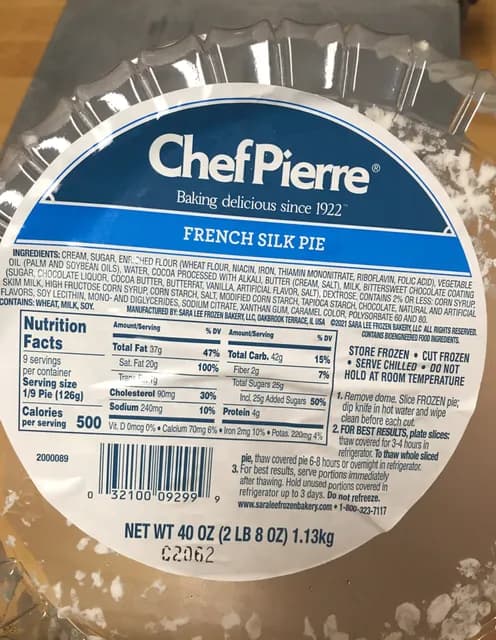 Chef Pierre®
Baking delicious since 1922™
FRENCH SILK PIE
INGREDIENTS: CREAM, SUGAR, ENRICHED FLOUR (WHEAT FLOUR, NIACIN, IRON, THIAMIN MONONITRATE, RIBOFLAVIN, FOLIC ACID), VEGETABLE
OIL (PALM AND SOYBEAN OILS), WATER, COCOA PROCESSED WITH ALKALI, BUTTER (CREAM, SALT), MILK, BITTERSWEET CHOCOLATE COATING
(SUGAR, CHOCOLATE LIQUOR, COCOA BUTTER, BUTTERFAT, VANILLA, ARTIFICIAL FLAVOR, SALT), DEXTROSE, CONTAINS 2% OR LESS: CORN SYRUP,
SKIM MILK, HIGH FRUCTOSE CORN SYRUP, CORN STARCH, SALT, MODIFIED CORN STARCH, TAPIOCA STARCH, CHOCOLATE, NATURAL AND ARTIFICIAL
FLAVORS, SOY LECITHIN, MONO- AND DIGLYCERIDES, SODIUM CITRATE, XANTHAN GUM, CARAMEL COLOR, POLYSORBATE 60 AND 80.
CONTAINS: WHEAT, MILK, SOY.
MANUFACTURED BY: SARA LEE FROZEN BAKERY, LLC, OAKBROOK TERRACE, IL USA ©2021 SARA LEE FROZEN BAKERY, LLC ALL RIGHTS RESERVED.
CONTAINS BIOENGINEERED FOOD INGREDIENTS.
Nutrition
Facts
9 servings
per container
Serving size
1/9 Pie (126g)
Calories
per serving 500
Amount/Serving % DV
Total Fat 37g 47%
Sat. Fat 20g 100%
Trans Fat 1g
Cholesterol 90mg 30%
Sodium 240mg 10%
Amount/Serving % DV
Total Carb. 42g 15%
Fiber 2g 7%
Total Sugars 25g
Incl. 25g Added Sugars 50%
Protein 4g
Vit. D 0mcg 0% • Calcium 70mg 6% • Iron 2mg 10% • Potas. 220mg 4%
STORE FROZEN • CUT FROZEN
• SERVE CHILLED • DO NOT
HOLD AT ROOM TEMPERATURE
1. Remove dome. Slice FROZEN pie;
dip knife in hot water and wipe
clean before each cut.
2. FOR BEST RESULTS, plate slices:
thaw covered for 3-4 hours in
refrigerator. To thaw whole sliced
pie, thaw covered pie 6-8 hours or overnight in refrigerator.
3. For best results, serve portions immediately
after thawing. Hold unused portions covered in
refrigerator up to 3 days. Do not refreeze.
www.saraleefrozenbakery.com • 1-800-323-7117
2000089
0 32100 09299 9
NET WT 40 OZ (2 LB 8 OZ) 1.13kg
C2062